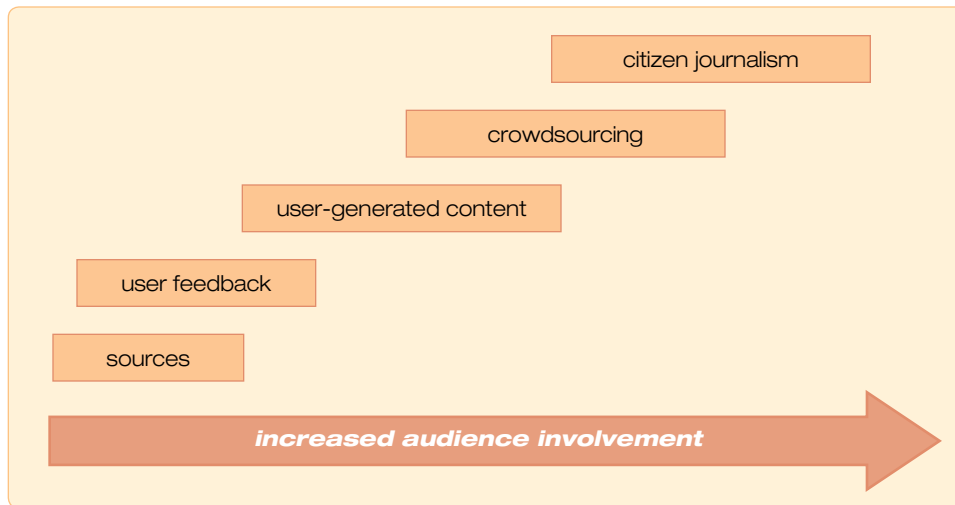 citizen journalism
crowdsourcing
user-generated content
user feedback
sources
increased audience involvement